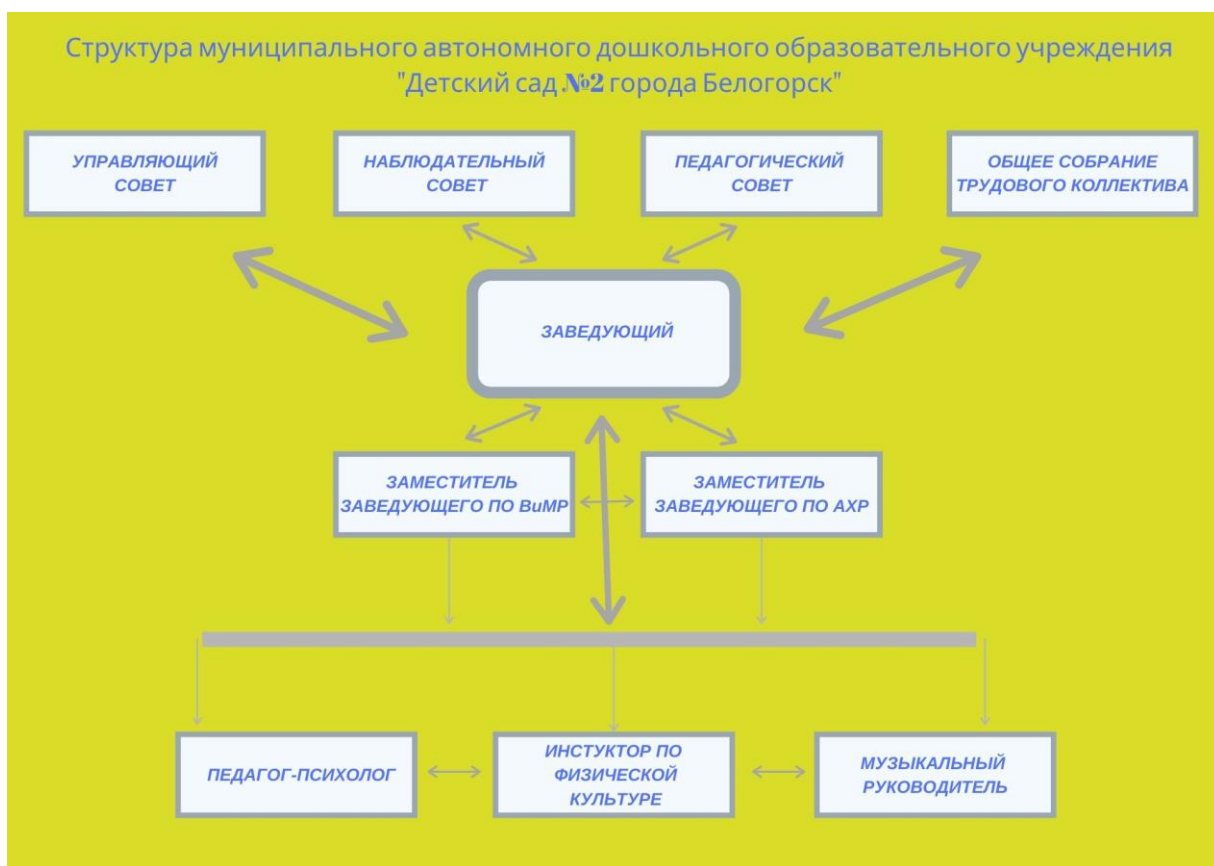 Структура муниципального автономного дошкольного образовательного учреждения
"Детский сад №2 города Белогорск"
УПРАВЛЯЮЩИЙ
СОВЕТ
НАБЛЮДАТЕЛЬНЫЙ
СОВЕТ
ПЕДАГОГИЧЕСКИЙ
СОВЕТ
ОБЩЕЕ СОБРАНИЕ
ТРУДОВОГО КОЛЛЕКТИВА
ЗАВЕДУЮЩИЙ
ЗАМЕСТИТЕЛЬ
ЗАВЕДУЮЩЕГО ПО ВиМР
ЗАМЕСТИТЕЛЬ
ЗАВЕДУЮЩЕГО ПО АХР
ПЕДАГОГ-ПСИХОЛОГ
ИНСТУКТОР ПО
ФИЗИЧЕСКОЙ
КУЛЬТУРЕ
МУЗЫКАЛЬНЫЙ
РУКОВОДИТЕЛЬ